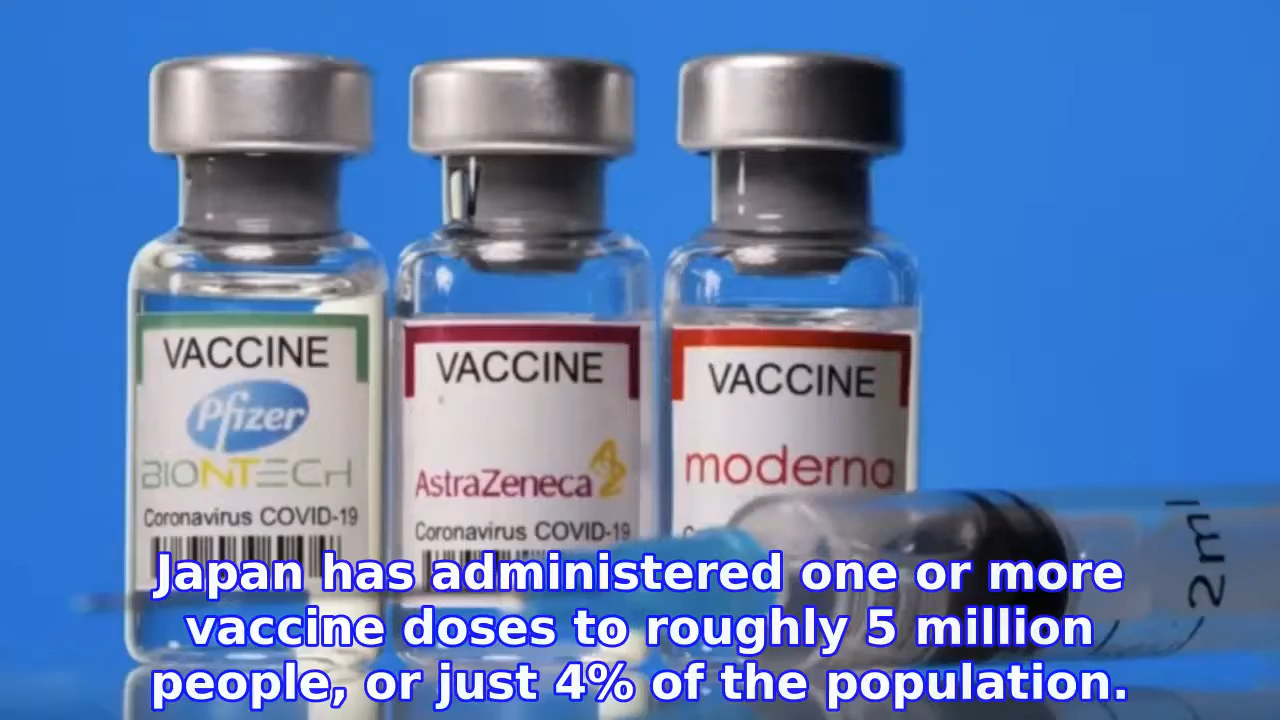 VACCINE
Pfizer
BIONTECH
Coronavirus COVID-19
VACCINE
AstraZeneca
Coronavirus COVID-19
VACCINE
moderna
2ml
Japan has administered one or more
vaccine doses to roughly 5 million
people, or just 4% of the population.